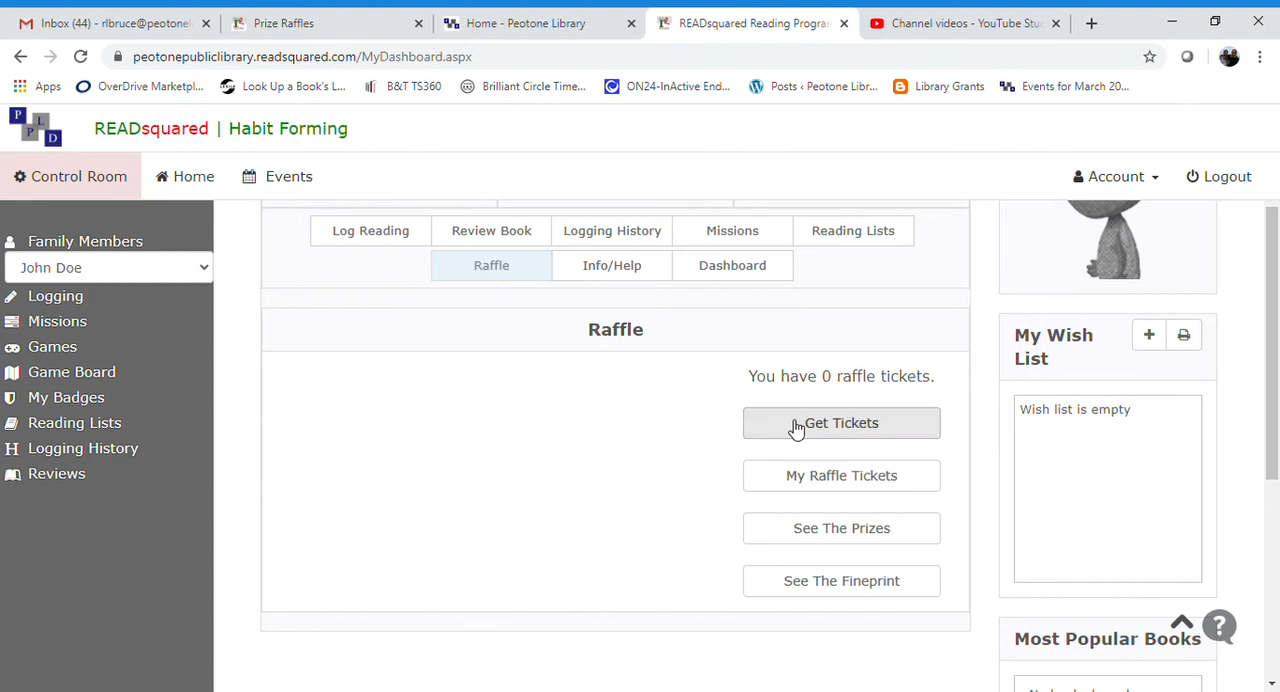 Inbox (44) - rlbruce@peotonel
Prize Raffles
Home - Peotone Library
READsquared Reading Program
Channel videos - YouTube Stu
peotonepubliclibrary.readsquared.com/MyDashboard.aspx
Apps
OverDrive Marketpl...
Look Up a Book's L...
B&T TS360
Brilliant Circle Time...
ON24-InActive End...
Posts ‹ Peotone Libr...
Library Grants
Events for March 20...
P L P D
READsquared | Habit Forming
Control Room
Home
Events
Account
Logout
Family Members
John Doe
Logging
Missions
Games
Game Board
My Badges
Reading Lists
Logging History
Reviews
Log Reading
Review Book
Logging History
Missions
Reading Lists
Raffle
Info/Help
Dashboard
Raffle
You have 0 raffle tickets.
Get Tickets
My Raffle Tickets
See The Prizes
See The Fineprint
My Wish
List
Wish list is empty
Most Popular Books